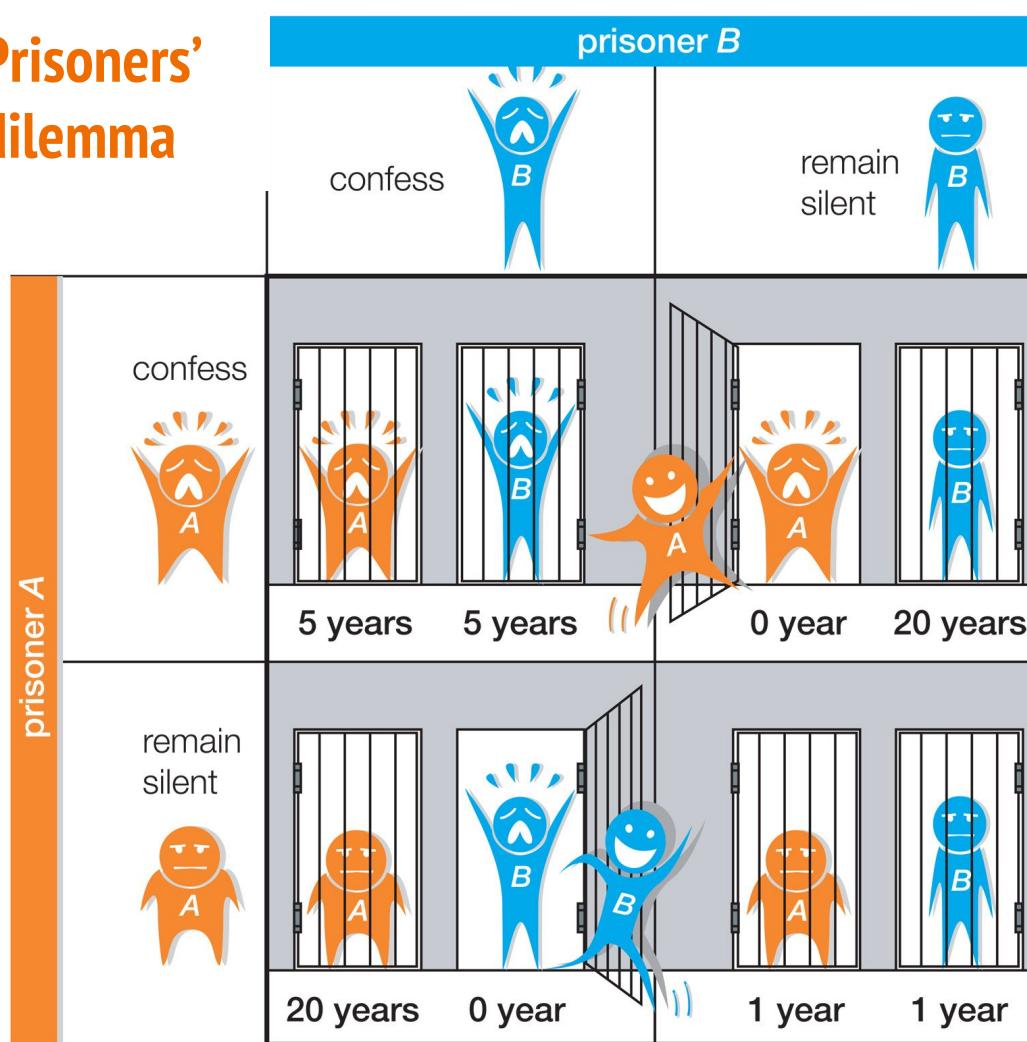 Prisoners’
dilemma
prisoner B
confess
B
remain
silent
B
prisoner A
confess
A
A
B
A
A
B
5 years
5 years
0 year
20 years
remain
silent
A
A
B
B
A
B
20 years
0 year
1 year
1 year